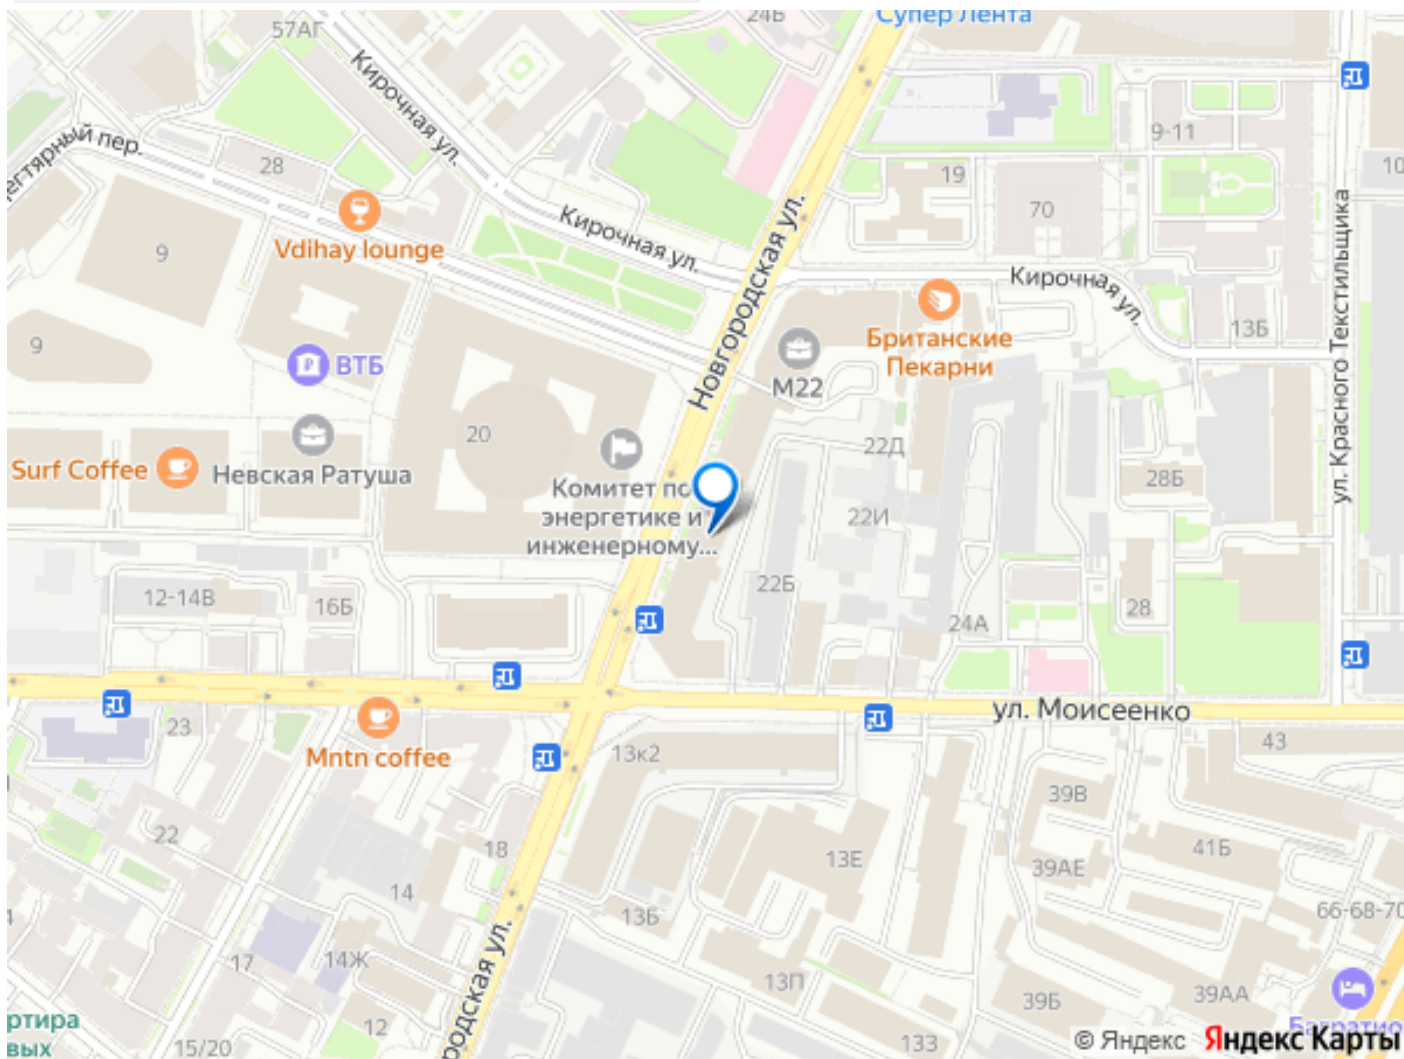 57АГ
24Б
Супер Лента
Кирочная ул.
9-11
10
пер.
28
19
70
Vdihay lounge
Кирочная ул.
Новгородская ул.
Кирочная ул.
ул. Красного Текстильщика
9
9
ВТБ
М22
Британские
Пекарни
13Б
20
22Д
Surf Coffee
Невская Ратуша
Комитет по
энергетике и
инженерному...
28Б
22И
12-14В
16Б
22Б
24А
28
ул. Моисеенко
23
Mntn coffee
13к2
43
39В
22
18
13Е
39АЕ
41Б
14
13Б
66-68-70
17
14Ж
13П
39Б
39АА
12
15/20
133
© Яндекс Яндекс Карты